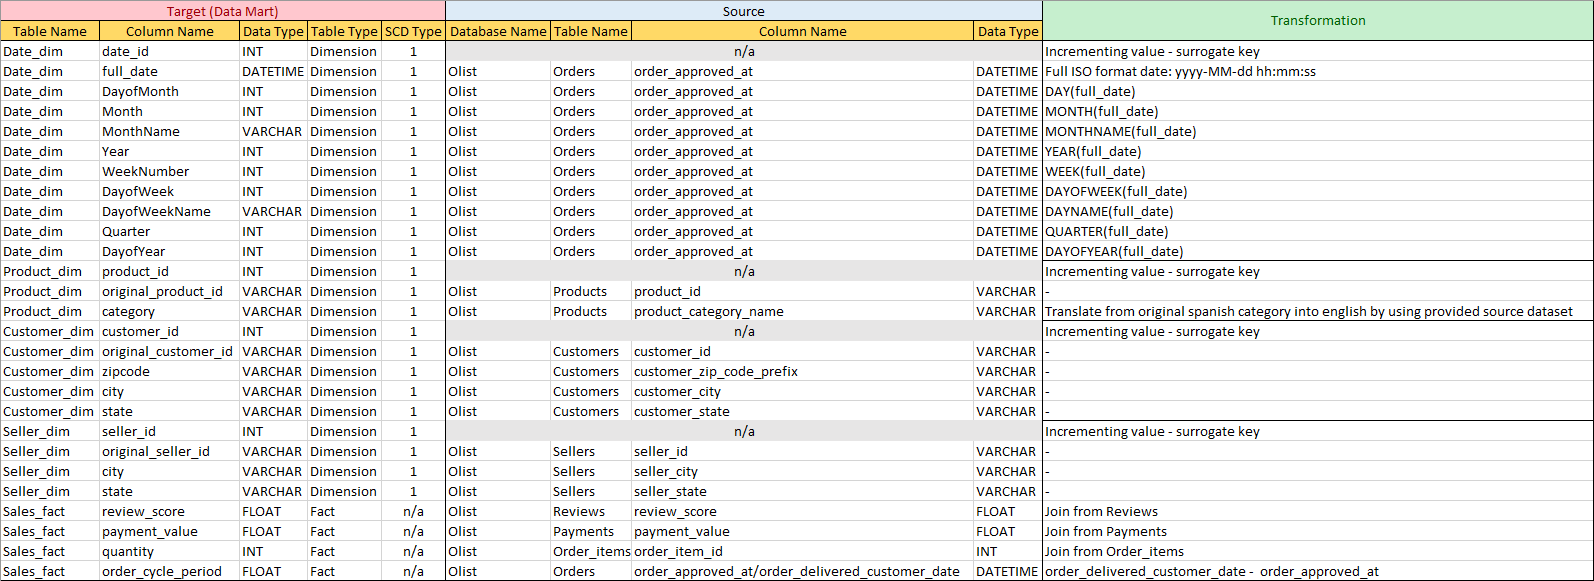 Target (Data Mart) Source Transformation
Table Name Column Name Data Type Table Type SCD Type Database Name Table Name Column Name Data Type
Date_dim date_id INT Dimension 1 n/a Incrementing value - surrogate key
Date_dim full_date DATETIME Dimension 1 Olist Orders order_approved_at DATETIME Full ISO format date: yyyy-MM-dd hh:mm:ss
Date_dim DayofMonth INT Dimension 1 Olist Orders order_approved_at DATETIME DAY(full_date)
Date_dim Month INT Dimension 1 Olist Orders order_approved_at DATETIME MONTH(full_date)
Date_dim MonthName VARCHAR Dimension 1 Olist Orders order_approved_at DATETIME MONTHNAME(full_date)
Date_dim Year INT Dimension 1 Olist Orders order_approved_at DATETIME YEAR(full_date)
Date_dim WeekNumber INT Dimension 1 Olist Orders order_approved_at DATETIME WEEK(full_date)
Date_dim DayofWeek INT Dimension 1 Olist Orders order_approved_at DATETIME DAYOFWEEK(full_date)
Date_dim DayofWeekName VARCHAR Dimension 1 Olist Orders order_approved_at DATETIME DAYNAME(full_date)
Date_dim Quarter INT Dimension 1 Olist Orders order_approved_at DATETIME QUARTER(full_date)
Date_dim DayofYear INT Dimension 1 Olist Orders order_approved_at DATETIME DAYOFYEAR(full_date)
Product_dim product_id INT Dimension 1 n/a Incrementing value - surrogate key
Product_dim original_product_id VARCHAR Dimension 1 Olist Products product_id VARCHAR -
Product_dim category VARCHAR Dimension 1 Olist Products product_category_name VARCHAR Translate from original spanish category into english by using provided source dataset
Customer_dim customer_id INT Dimension 1 n/a Incrementing value - surrogate key
Customer_dim original_customer_id VARCHAR Dimension 1 Olist Customers customer_id VARCHAR -
Customer_dim zipcode VARCHAR Dimension 1 Olist Customers customer_zip_code_prefix VARCHAR -
Customer_dim city VARCHAR Dimension 1 Olist Customers customer_city VARCHAR -
Customer_dim state VARCHAR Dimension 1 Olist Customers customer_state VARCHAR -
Seller_dim seller_id INT Dimension 1 n/a Incrementing value - surrogate key
Seller_dim original_seller_id VARCHAR Dimension 1 Olist Sellers seller_id VARCHAR -
Seller_dim city VARCHAR Dimension 1 Olist Sellers seller_city VARCHAR -
Seller_dim state VARCHAR Dimension 1 Olist Sellers seller_state VARCHAR -
Sales_fact review_score FLOAT Fact n/a Olist Reviews review_score FLOAT Join from Reviews
Sales_fact payment_value FLOAT Fact n/a Olist Payments payment_value FLOAT Join from Payments
Sales_fact quantity INT Fact n/a Olist Order_items order_item_id INT Join from Order_items
Sales_fact order_cycle_period FLOAT Fact n/a Olist Orders order_approved_at/order_delivered_customer_date DATETIME order_delivered_customer_date - order_approved_at